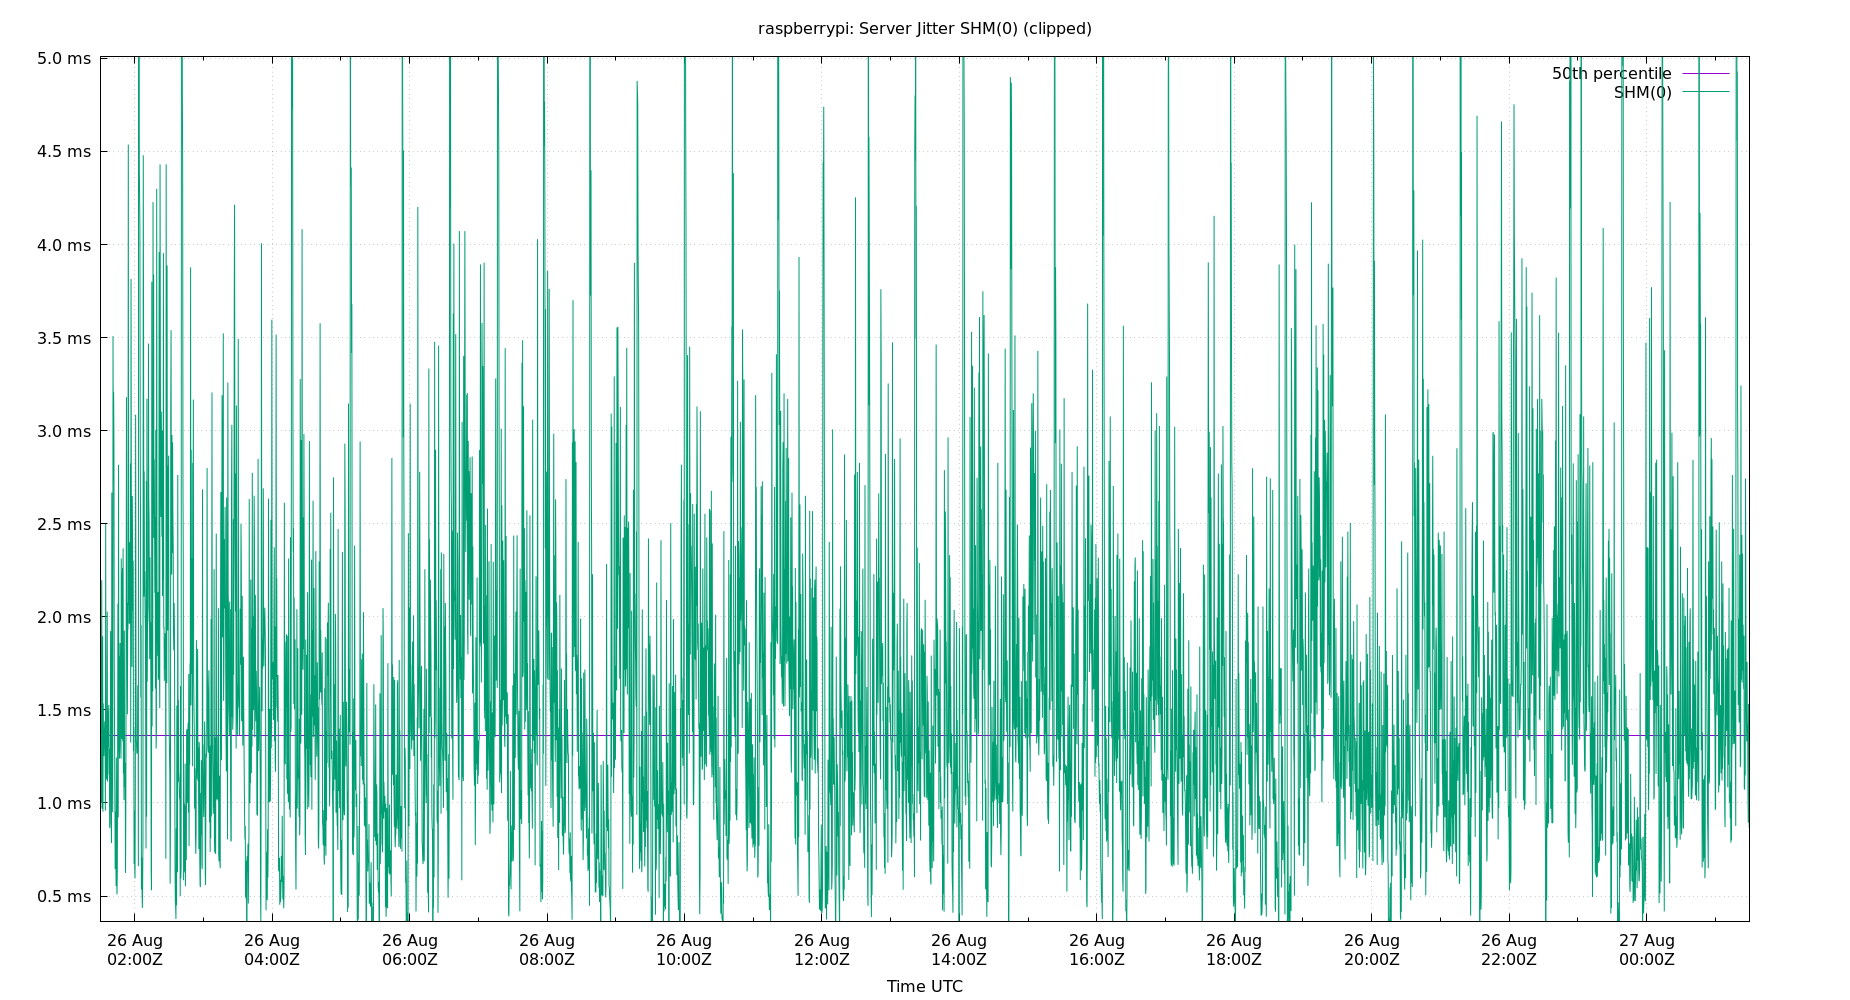 raspberrypi: Server Jitter SHM(0) (clipped)
5.0 ms
4.5 ms
4.0 ms
3.5 ms
3.0 ms
2.5 ms
2.0 ms
1.5 ms
1.0 ms
0.5 ms
50th percentile
SHM(0)
26 Aug 26 Aug 26 Aug 26 Aug 26 Aug 26 Aug 26 Aug 26 Aug 26 Aug 26 Aug 26 Aug 27 Aug
02:00Z 04:00Z 06:00Z 08:00Z 10:00Z 12:00Z 14:00Z 16:00Z 18:00Z 20:00Z 22:00Z 00:00Z
Time UTC